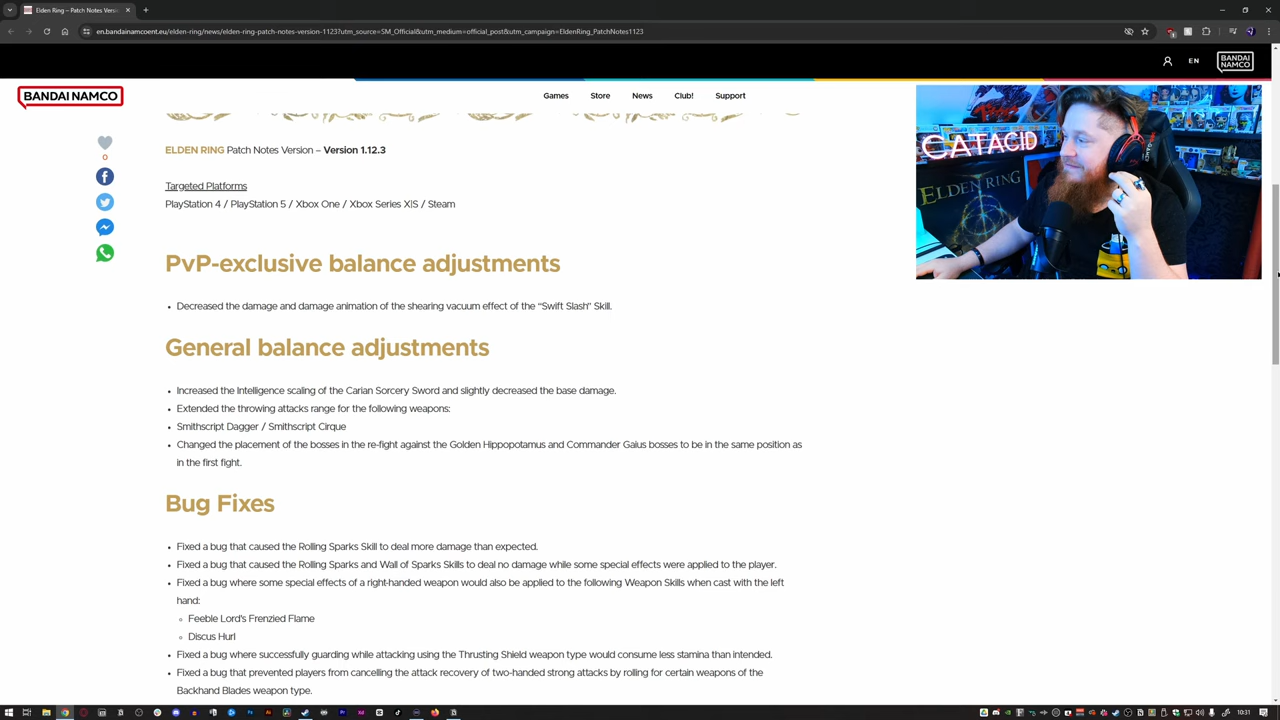 Elden Ring – Patch Notes Versi
en.bandainamcoent.eu/elden-ring/news/elden-ring-patch-notes-version-1123?utm_source=SM_Official&utm_medium=official_post&utm_campaign=EldenRing_PatchNotes1123
EN
BANDAI NAMCO
BANDAI NAMCO
Games
Store
News
Club!
Support
CATACID
ELDEN RING
0
ELDEN RING Patch Notes Version – Version 1.12.3
Targeted Platforms
PlayStation 4 / PlayStation 5 / Xbox One / Xbox Series X|S / Steam
PvP-exclusive balance adjustments
Decreased the damage and damage animation of the shearing vacuum effect of the “Swift Slash” Skill.
General balance adjustments
Increased the Intelligence scaling of the Carian Sorcery Sword and slightly decreased the base damage.
Extended the throwing attacks range for the following weapons:
Smithscript Dagger / Smithscript Cirque
Changed the placement of the bosses in the re-fight against the Golden Hippopotamus and Commander Gaius bosses to be in the same position as
in the first fight.
Bug Fixes
Fixed a bug that caused the Rolling Sparks Skill to deal more damage than expected.
Fixed a bug that caused the Rolling Sparks and Wall of Sparks Skills to deal no damage while some special effects were applied to the player.
Fixed a bug where some special effects of a right-handed weapon would also be applied to the following Weapon Skills when cast with the left
hand:
Feeble Lord's Frenzied Flame
Discus Hurl
Fixed a bug where successfully guarding while attacking using the Thrusting Shield weapon type would consume less stamina than intended.
Fixed a bug that prevented players from cancelling the attack recovery of two-handed strong attacks by rolling for certain weapons of the
Backhand Blades weapon type.
10:31